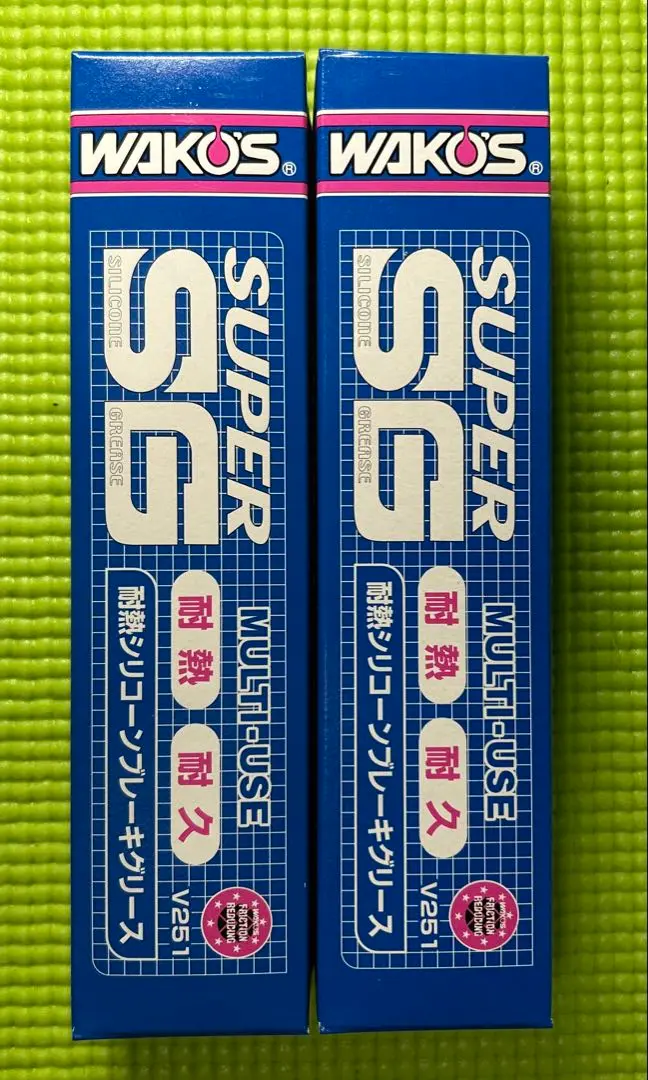 WAKO'S®
SUPER
SG
SILICONE GREASE
MULTI-USE
耐熱 耐久
V251
耐熱シリコーンブレーキグリース
WAKO'S
FRICTION
REDUCING
WAKO'S®
SUPER
SG
SILICONE GREASE
MULTI-USE
耐熱 耐久
V251
耐熱シリコーンブレーキグリース
WAKO'S
FRICTION
REDUCING